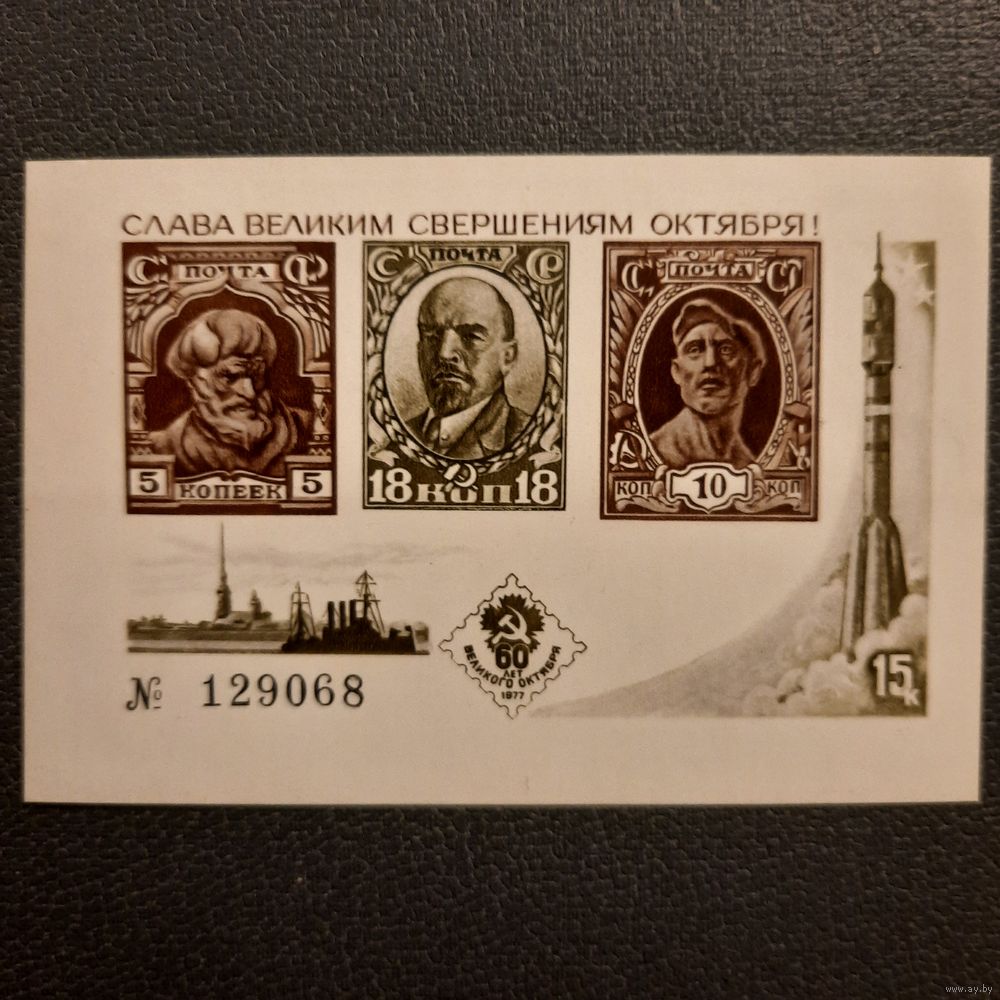 СЛАВА ВЕЛИКИМ СВЕРШЕНИЯМ ОКТЯБРЯ!
ПОЧТА
5 КОПЕЕК 5
ПОЧТА
18 КОП 18
ПОЧТА
КОП 10 КОП
60
ЛЕТ
ВЕЛИКОГО ОКТЯБРЯ
1977
15к
№ 129068
www.ay.by